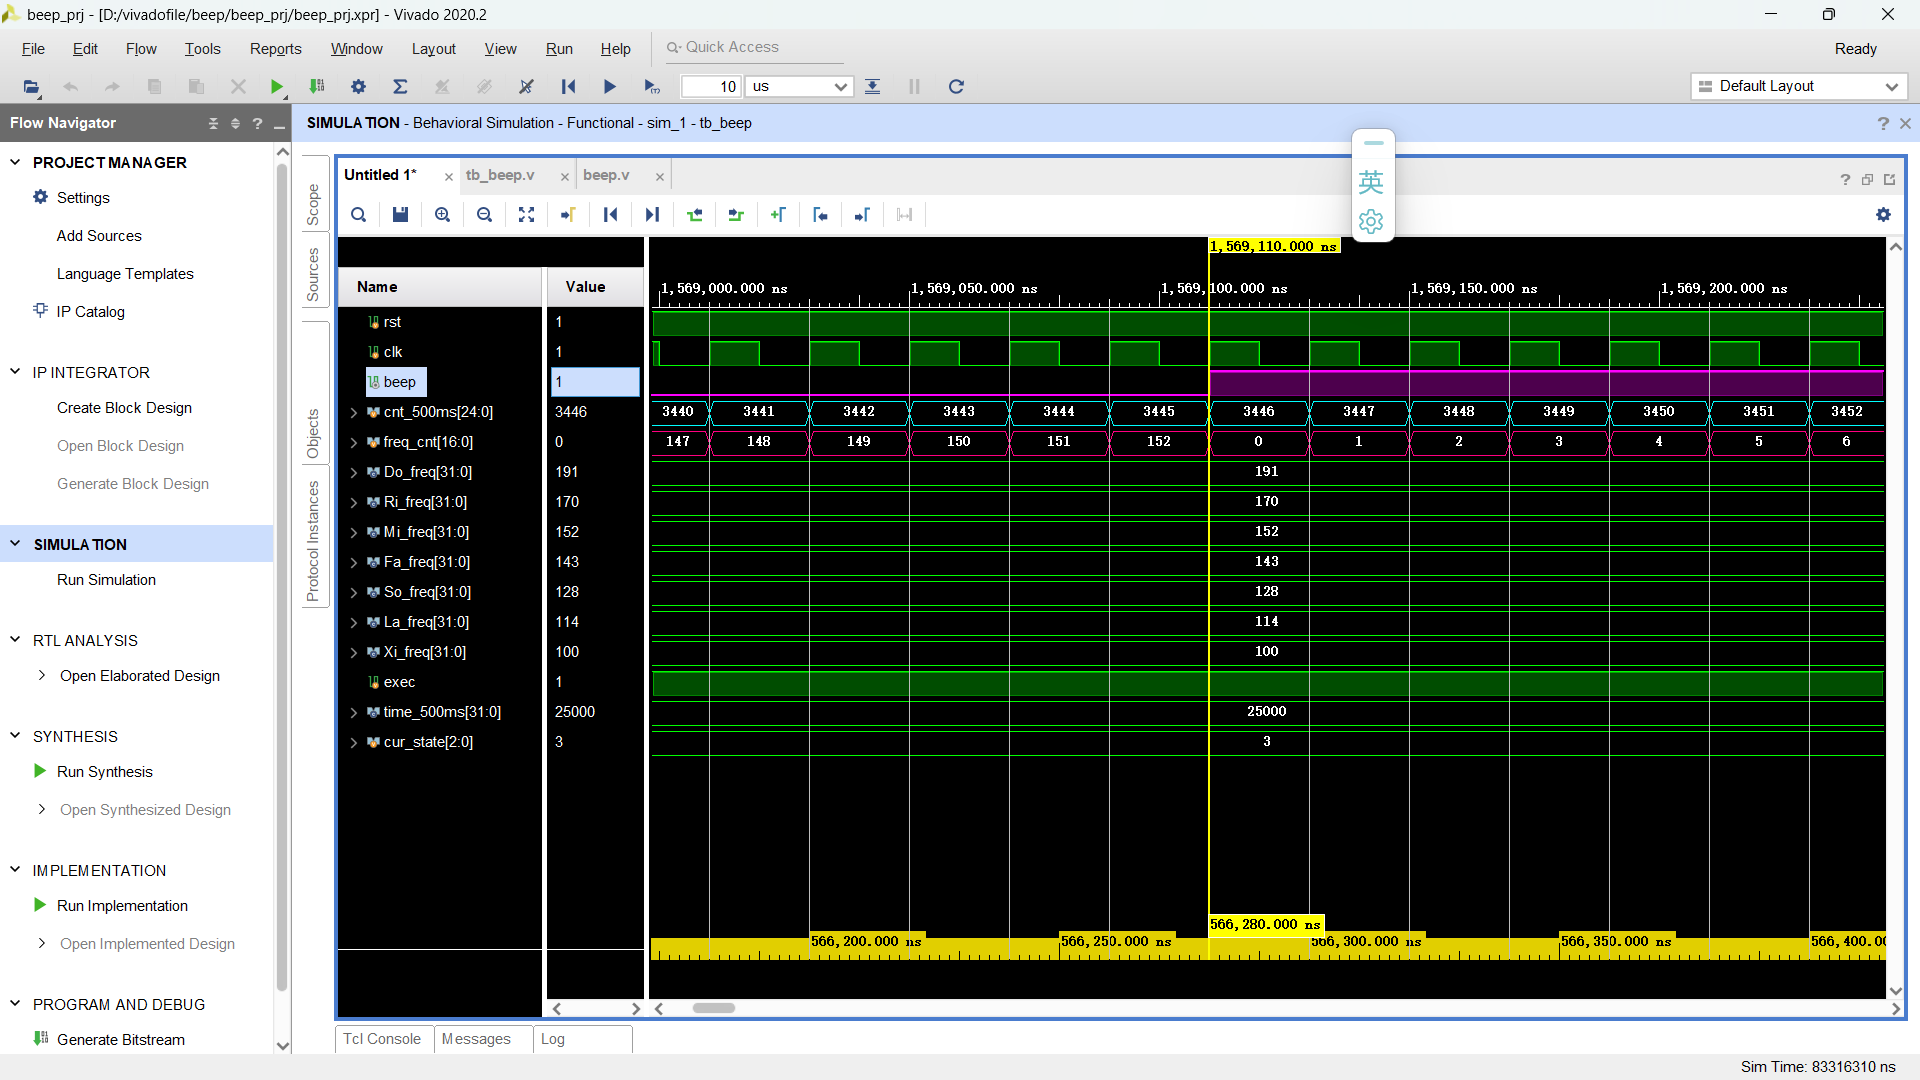 beep_prj - [D:/vivadofile/beep/beep_prj/beep_prj.xpr] - Vivado 2020.2
File Edit Flow Tools Reports Window Layout View Run Help Quick Access Ready
10 us Default Layout
Flow Navigator ? SIMULATION - Behavioral Simulation - Functional - sim_1 - tb_beep ?
PROJECT MANAGER
Settings
Add Sources
Language Templates
IP Catalog
IP INTEGRATOR
Create Block Design
Open Block Design
Generate Block Design
SIMULATION
Run Simulation
RTL ANALYSIS
Open Elaborated Design
SYNTHESIS
Run Synthesis
Open Synthesized Design
IMPLEMENTATION
Run Implementation
Open Implemented Design
PROGRAM AND DEBUG
Generate Bitstream
Scope
Sources
Objects
Protocol Instances
Untitled 1* tb_beep.v beep.v ?
英
1,569,110.000 ns
Name Value 1,569,000.000 ns 1,569,050.000 ns 1,569,100.000 ns 1,569,150.000 ns 1,569,200.000 ns
rst 1
clk 1
beep 1
cnt_500ms[24:0] 3446 3440 3441 3442 3443 3444 3445 3446 3447 3448 3449 3450 3451 3452
freq_cnt[16:0] 0 147 148 149 150 151 152 0 1 2 3 4 5 6
Do_freq[31:0] 191 191
Ri_freq[31:0] 170 170
Mi_freq[31:0] 152 152
Fa_freq[31:0] 143 143
So_freq[31:0] 128 128
La_freq[31:0] 114 114
Xi_freq[31:0] 100 100
exec 1
time_500ms[31:0] 25000 25000
cur_state[2:0] 3 3
566,280.000 ns
566,200.000 ns 566,250.000 ns 566,300.000 ns 566,350.000 ns 566,400.00
Tcl Console Messages Log
Sim Time: 83316310 ns